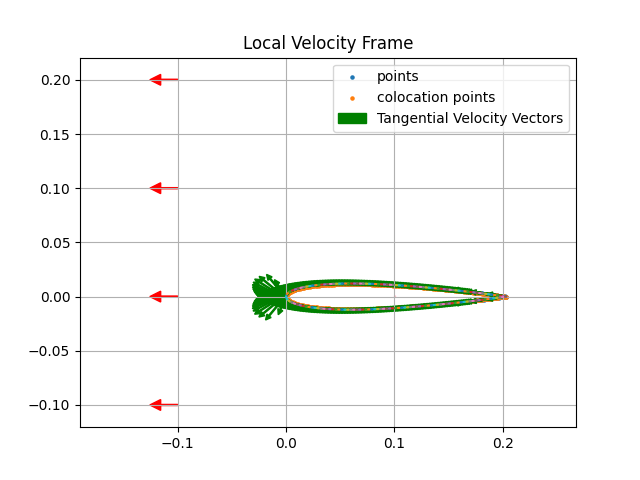 Local Velocity Frame
points
colocation points
Tangential Velocity Vectors
0.20
0.15
0.10
0.05
0.00
−0.05
−0.10
−0.1 0.0 0.1 0.2